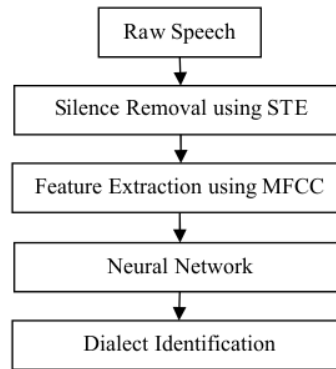 Raw Speech
Silence Removal using STE
Feature Extraction using MFCC
Neural Network
Dialect Identification